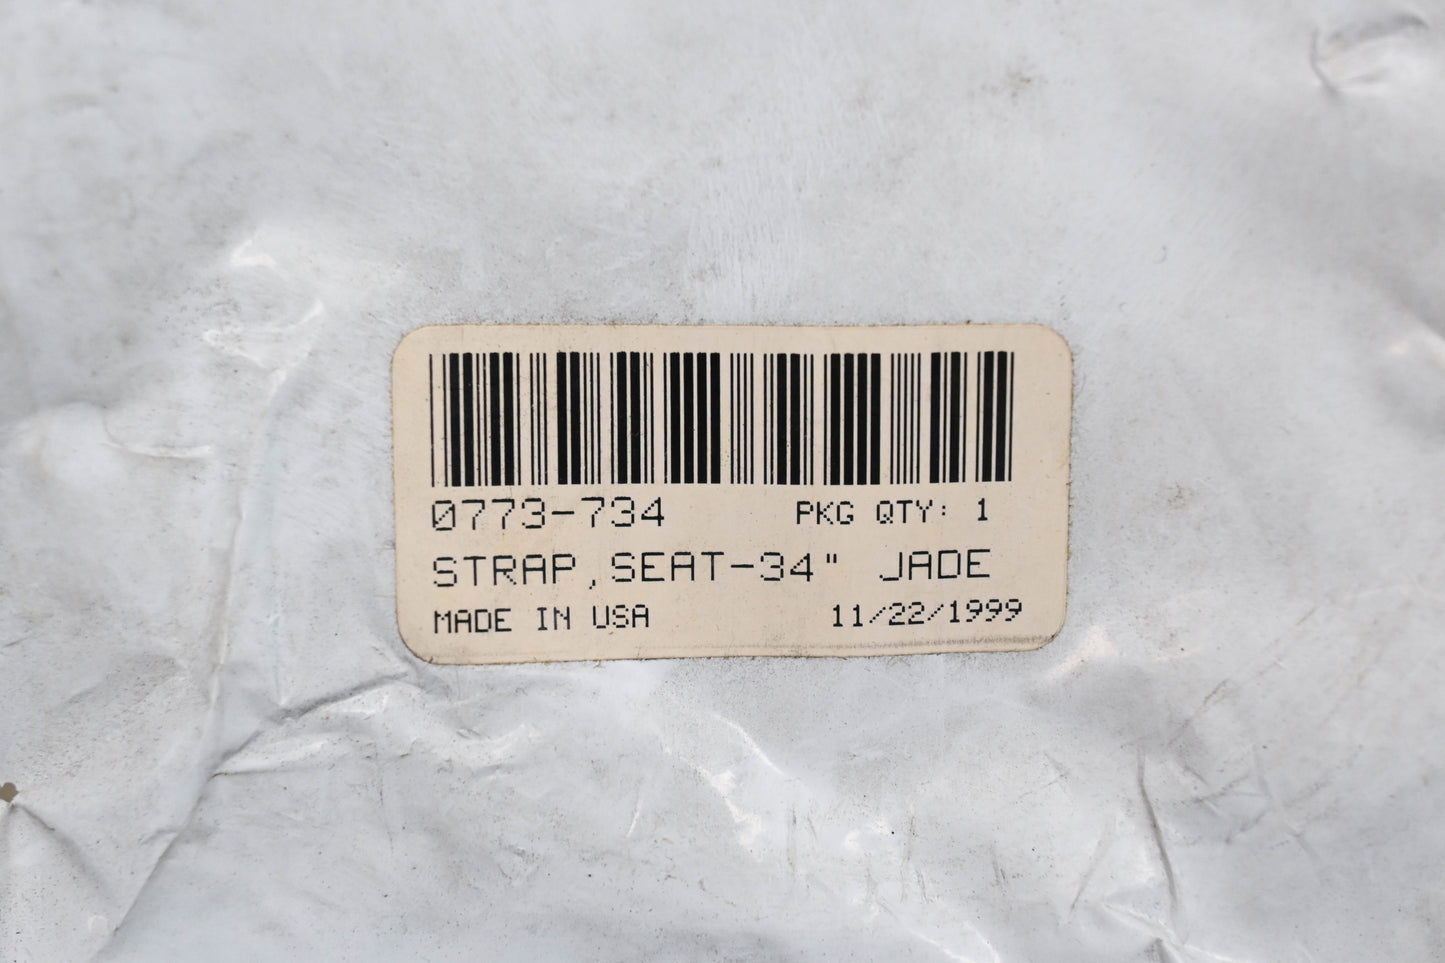 0773-734 PKG QTY: 1
STRAP,SEAT-34" JADE
MADE IN USA 11/22/1999